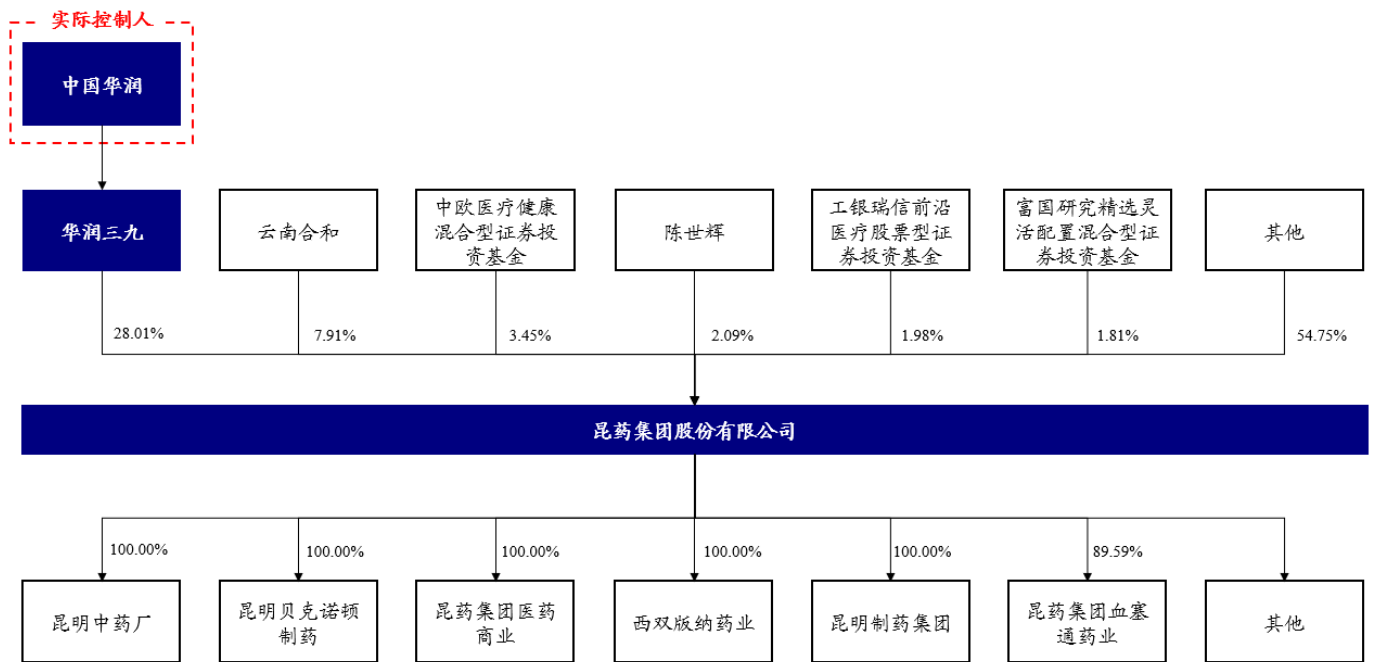 实际控制人
中国华润
华润三九
云南合和
中欧医疗健康
混合型证券投
资基金
陈世辉
工银瑞信前沿
医疗股票型证
券投资基金
富国研究精选灵
活配置混合型证
券投资基金
其他
28.01%
7.91%
3.45%
2.09%
1.98%
1.81%
54.75%
昆药集团股份有限公司
100.00%
100.00%
100.00%
100.00%
100.00%
89.59%
昆明中药厂
昆明贝克诺顿
制药
昆药集团医药
商业
西双版纳药业
昆明制药集团
昆药集团血塞
通药业
其他